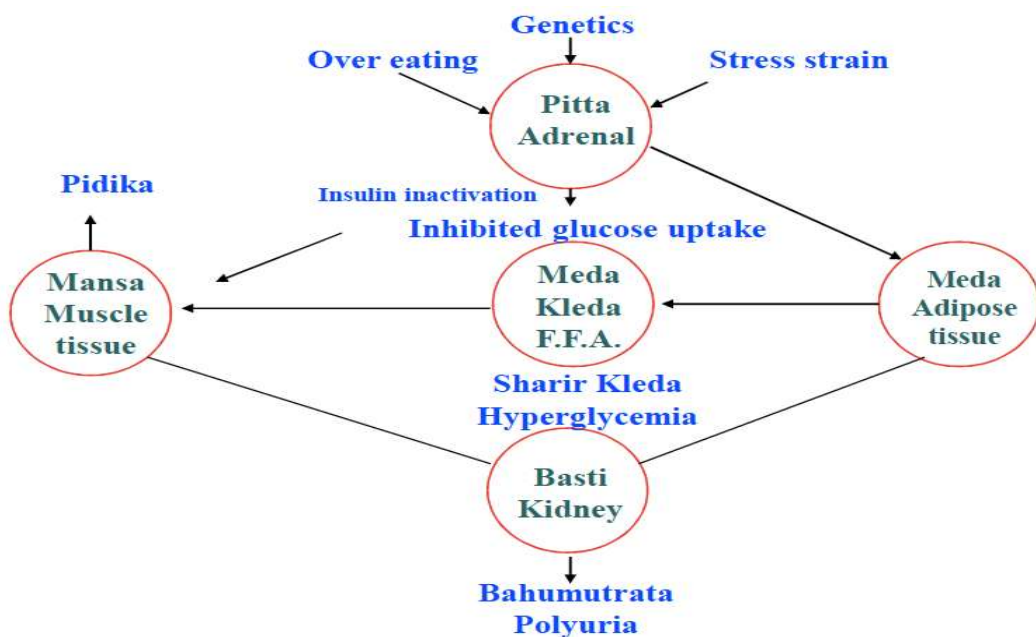 Genetics
Over eating
Stress strain
Pitta
Adrenal
Pidika
Insulin inactivation
Inhibited glucose uptake
Mansa
Muscle
tissue
Meda
Kleda
F.F.A.
Meda
Adipose
tissue
Sharir Kleda
Hyperglycemia
Basti
Kidney
Bahumutrata
Polyuria